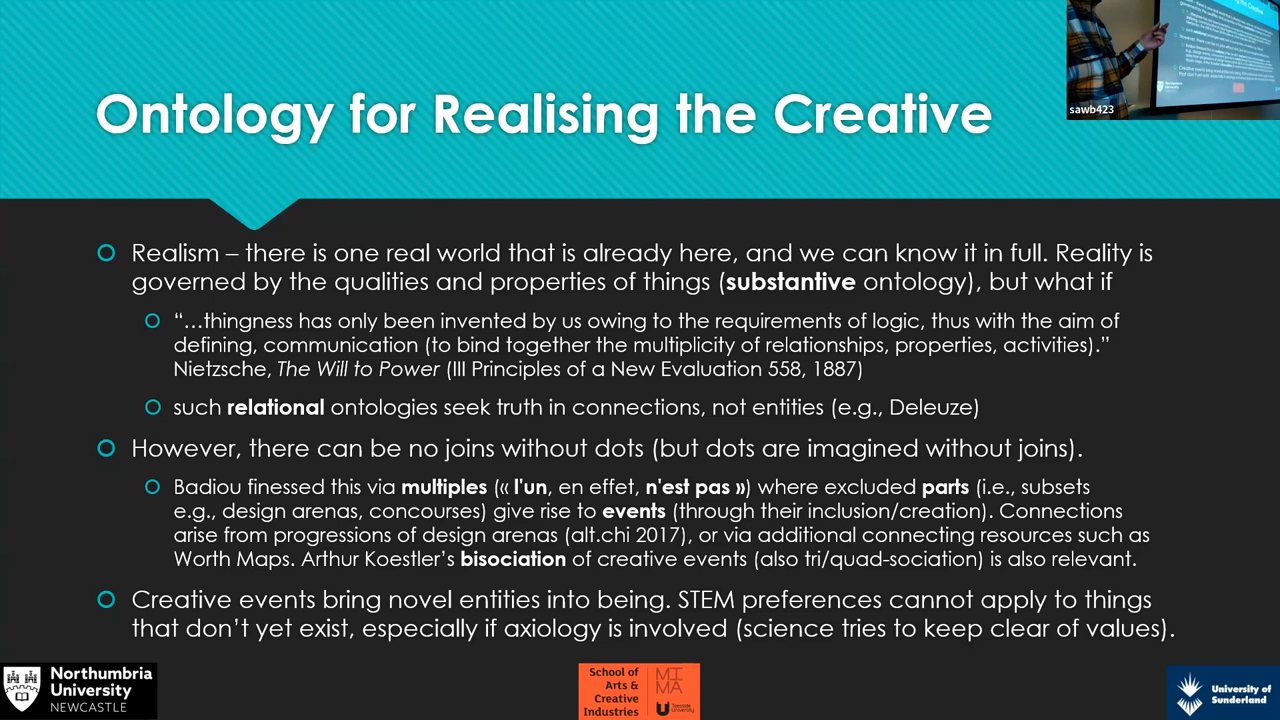 Ontology for Realising the Creative
sawb423
Realism – there is one real world that is already here, and we can know it in full. Reality is
governed by the qualities and properties of things (substantive ontology), but what if
“…thingness has only been invented by us owing to the requirements of logic, thus with the aim of
defining, communication (to bind together the multiplicity of relationships, properties, activities).”
Nietzsche, The Will to Power (III Principles of a New Evaluation 558, 1887)
such relational ontologies seek truth in connections, not entities (e.g., Deleuze)
However, there can be no joins without dots (but dots are imagined without joins).
Badiou finessed this via multiples (« l'un, en effet, n'est pas ») where excluded parts (i.e., subsets
e.g., design arenas, concourses) give rise to events (through their inclusion/creation). Connections
arise from progressions of design arenas (alt.chi 2017), or via additional connecting resources such as
Worth Maps. Arthur Koestler’s bisociation of creative events (also tri/quad-sociation) is also relevant.
Creative events bring novel entities into being. STEM preferences cannot apply to things
that don’t yet exist, especially if axiology is involved (science tries to keep clear of values).
Northumbria
University
NEWCASTLE
School of
Arts &
Creative
Industries
MI
MA
Teesside
University
University of
Sunderland